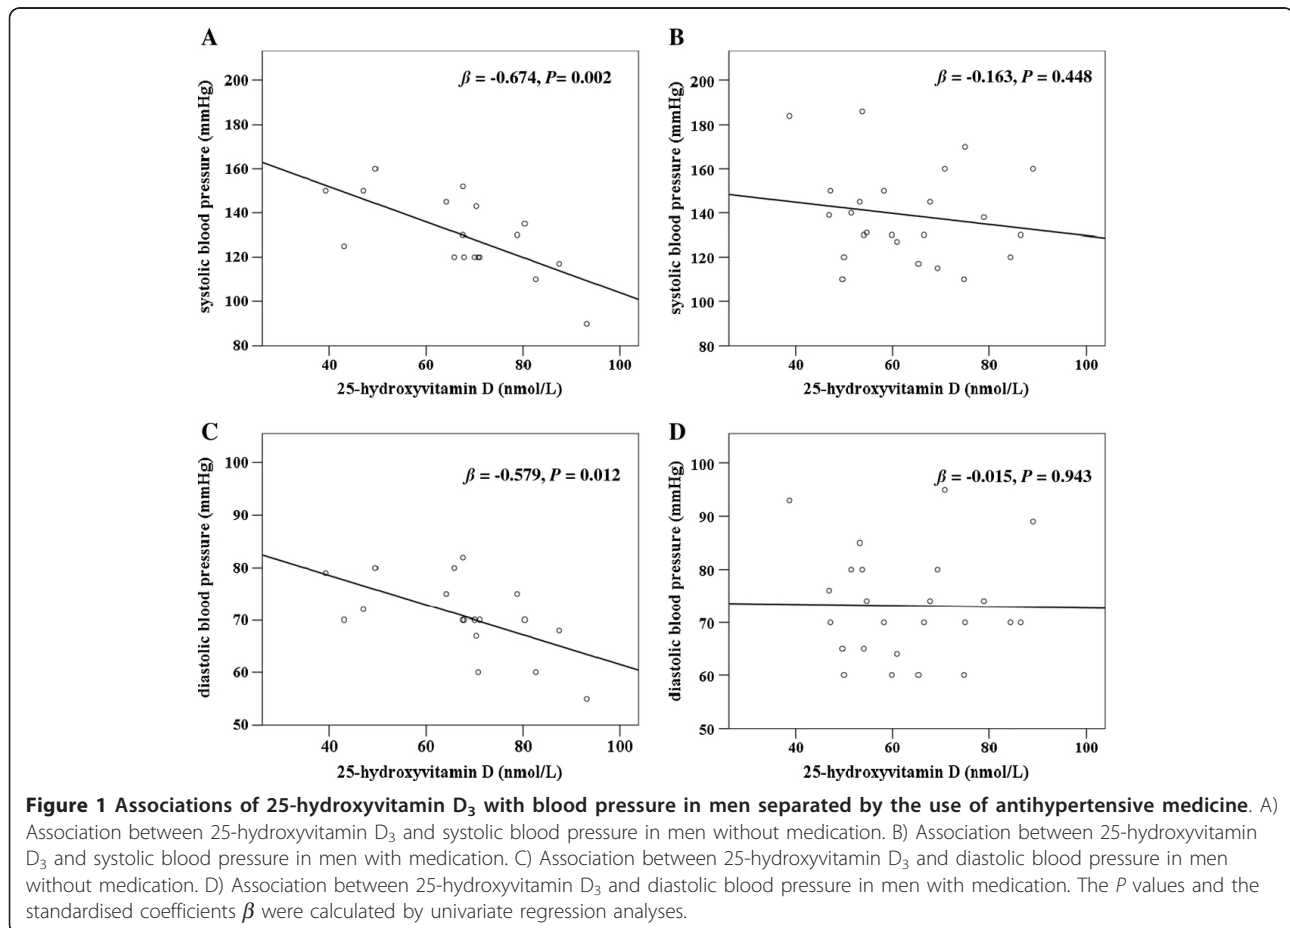 A
β = -0.674, P= 0.002
systolic blood pressure (mmHg)
200
180
160
140
120
100
80
40 60 80 100
25-hydroxyvitamin D (nmol/L)
B
β = -0.163, P = 0.448
systolic blood pressure (mmHg)
200
180
160
140
120
100
80
40 60 80 100
25-hydroxyvitamin D (nmol/L)
C
β = -0.579, P = 0.012
diastolic blood pressure (mmHg)
100
90
80
70
60
50
40 60 80 100
25-hydroxyvitamin D (nmol/L)
D
β = -0.015, P = 0.943
diastolic blood pressure (mmHg)
100
90
80
70
60
50
40 60 80 100
25-hydroxyvitamin D (nmol/L)
Figure 1 Associations of 25-hydroxyvitamin D₃ with blood pressure in men separated by the use of antihypertensive medicine. A)
Association between 25-hydroxyvitamin D₃ and systolic blood pressure in men without medication. B) Association between 25-hydroxyvitamin
D₃ and systolic blood pressure in men with medication. C) Association between 25-hydroxyvitamin D₃ and diastolic blood pressure in men
without medication. D) Association between 25-hydroxyvitamin D₃ and diastolic blood pressure in men with medication. The P values and the
standardised coefficients β were calculated by univariate regression analyses.